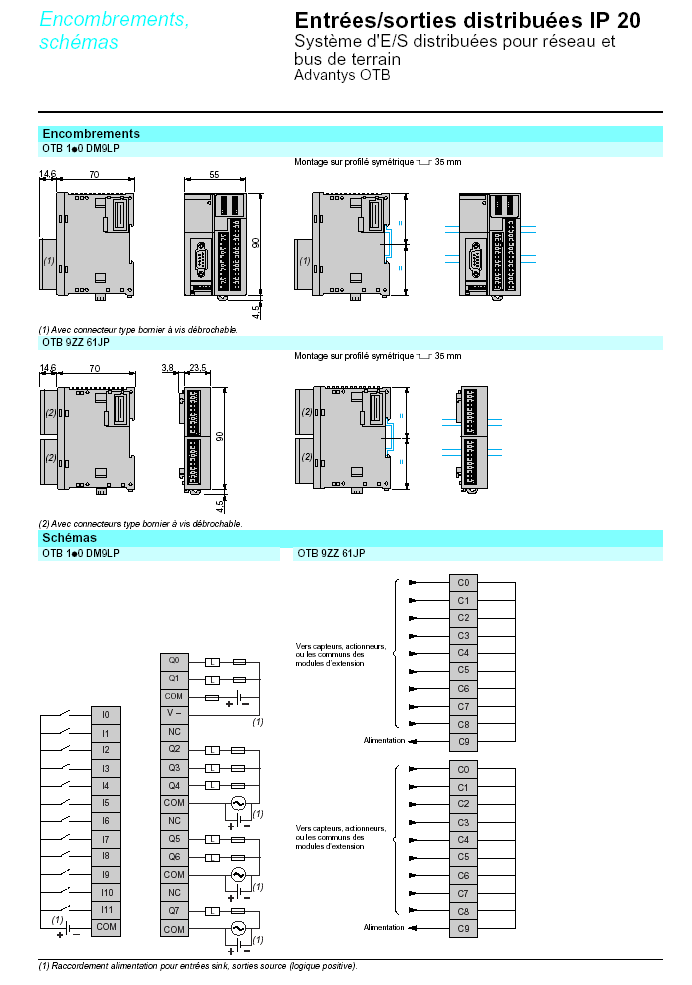 Encombrements,
schémas
Entrées/sorties distribuées IP 20
Système d'E/S distribuées pour réseau et
bus de terrain
Advantys OTB
Encombrements
OTB 1●0 DM9LP
Montage sur profilé symétrique 35 mm
14,6 70 55
90
4,5
(1)
(1)
(1) Avec connecteur type bornier à vis débrochable.
OTB 9ZZ 61JP
Montage sur profilé symétrique 35 mm
14,6 70 3,8 23,5
90
4,5
(2)
(2)
(2)
(2)
(2) Avec connecteurs type bornier à vis débrochable.
Schémas
OTB 1●0 DM9LP
I0
I1
I2
I3
I4
I5
I6
I7
I8
I9
I10
I11
COM
(1)
+ –
Q0 L
Q1 L
COM
+ –
V –
(1)
NC
Q2 L
Q3 L
Q4 L
COM
(1)
+ –
NC
Q5 L
Q6 L
COM
(1)
+ –
NC
Q7 L
COM
(1)
+ –
OTB 9ZZ 61JP
Vers capteurs, actionneurs,
ou les communs des
modules d'extension
C0
C1
C2
C3
C4
C5
C6
C7
C8
Alimentation C9
Vers capteurs, actionneurs,
ou les communs des
modules d'extension
C0
C1
C2
C3
C4
C5
C6
C7
C8
Alimentation C9
(1) Raccordement alimentation pour entrées sink, sorties source (logique positive).